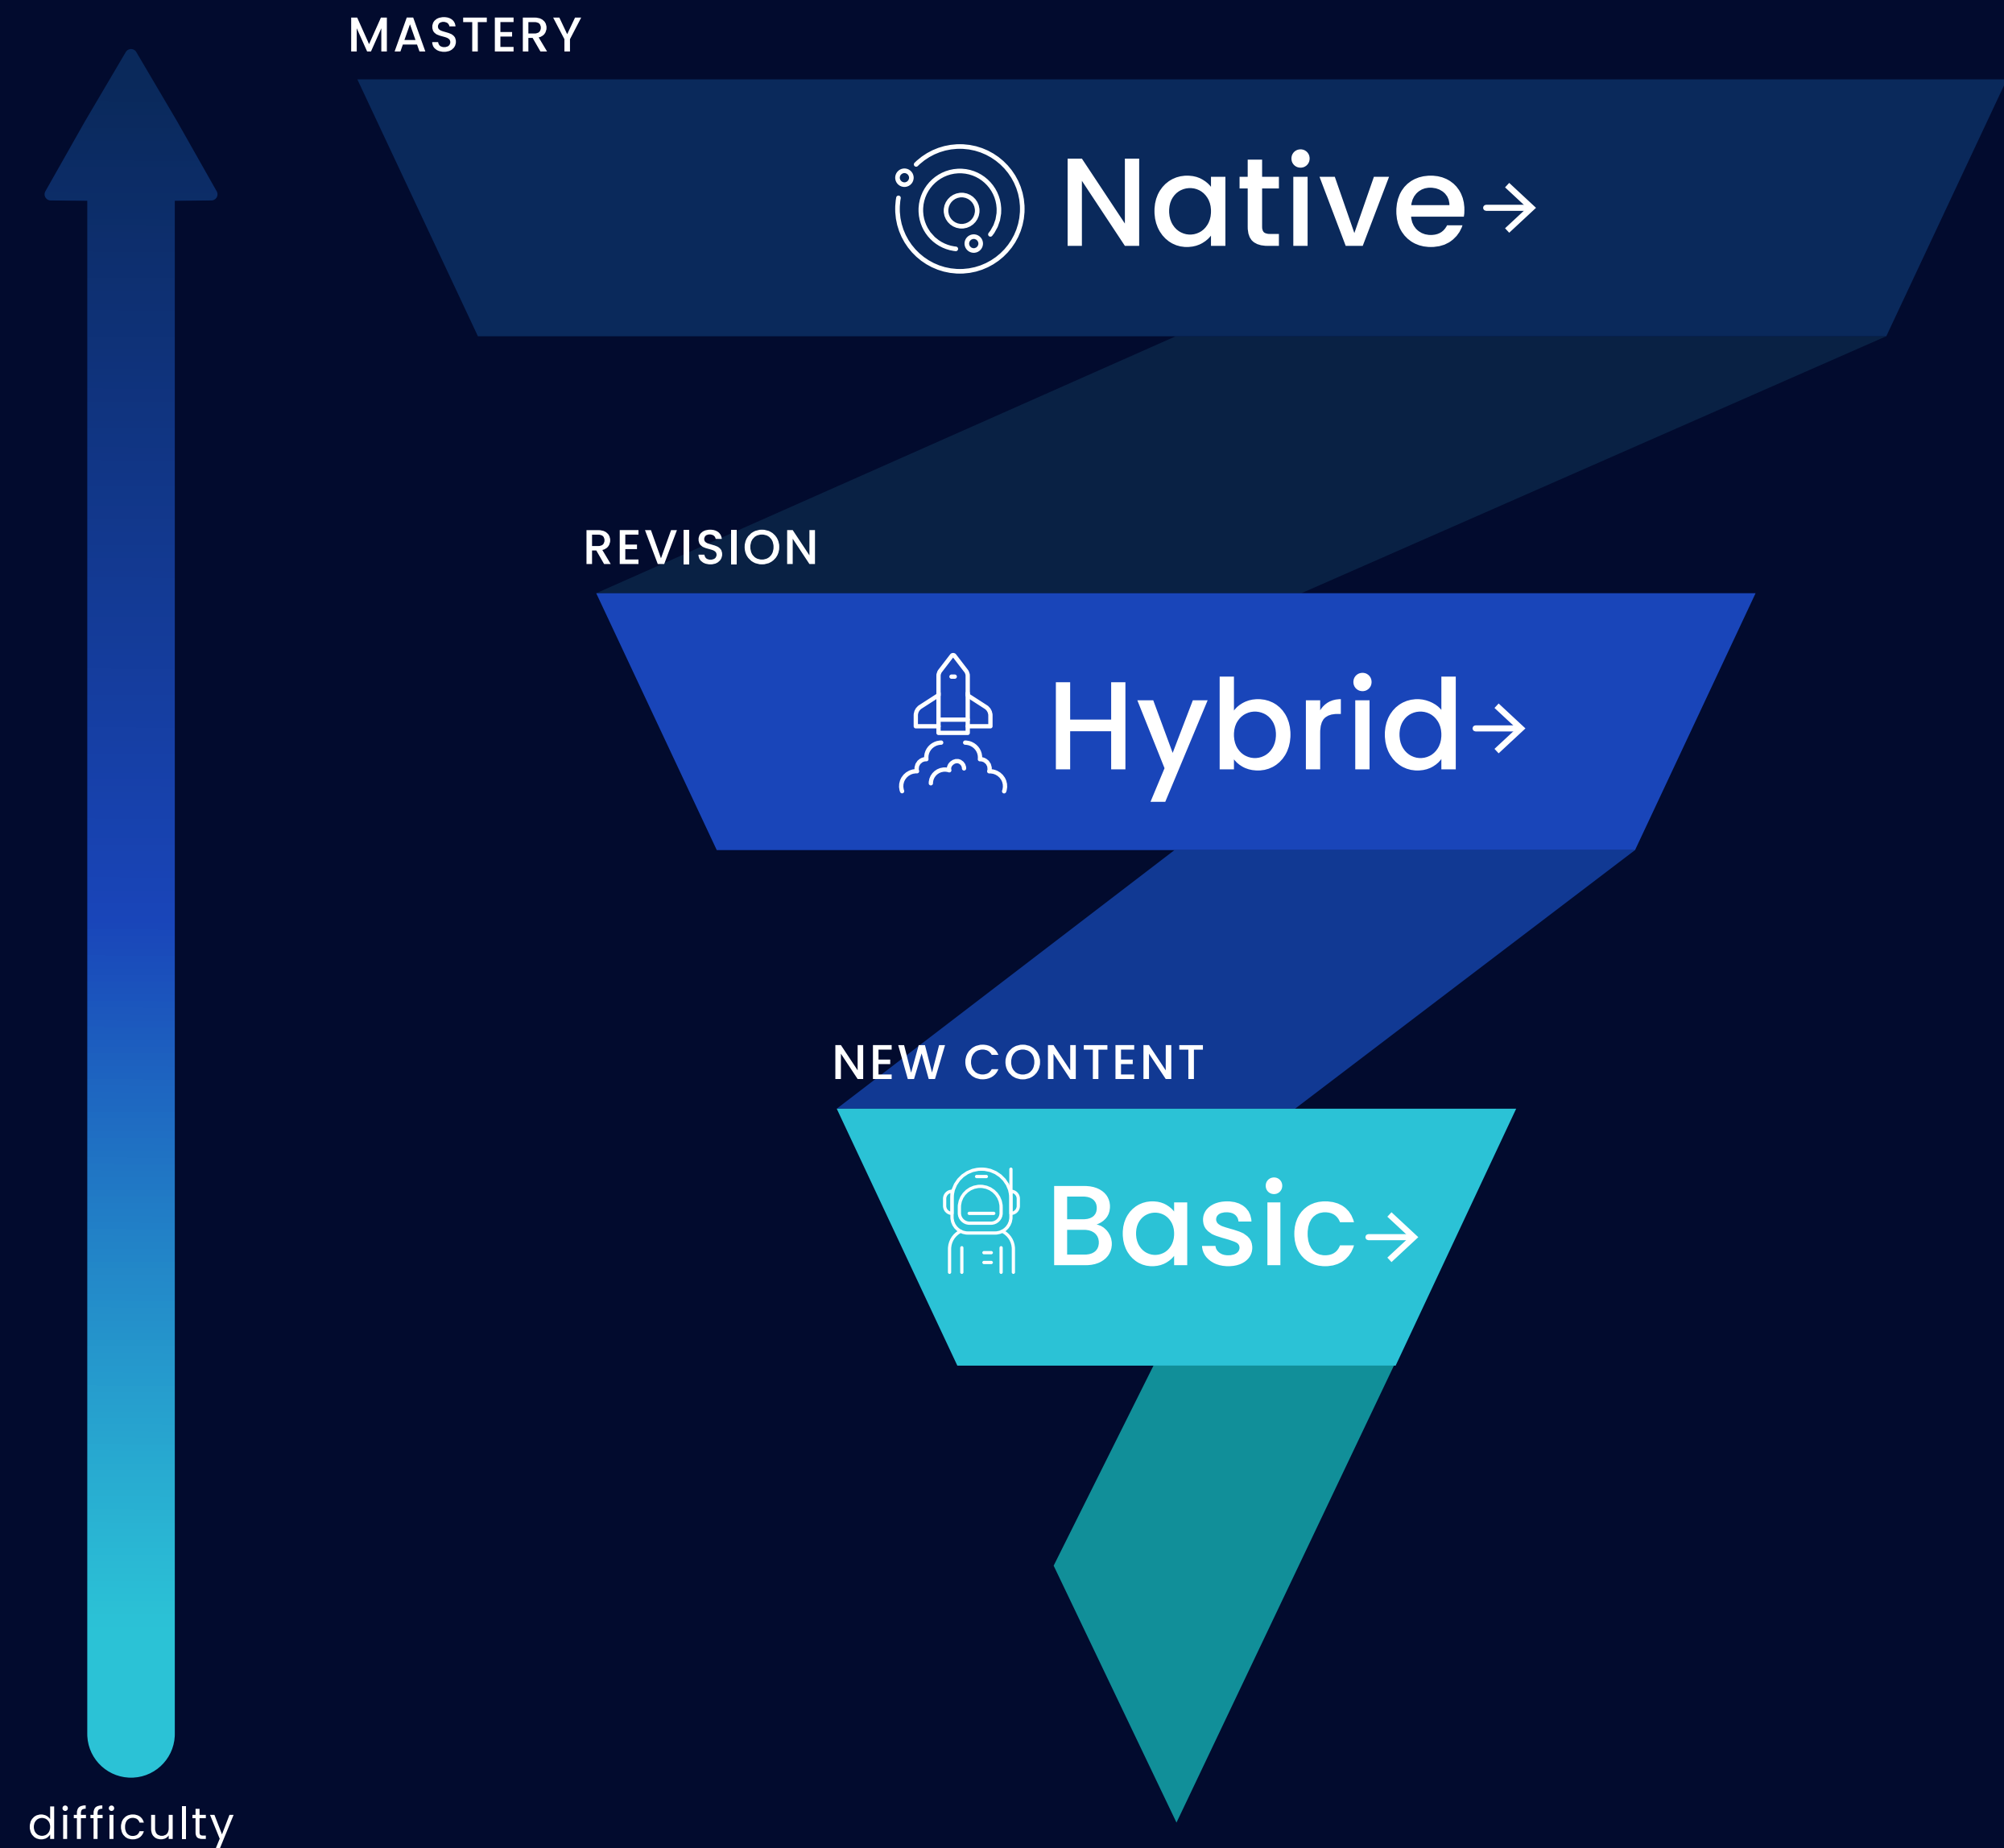 MASTERY
Native
REVISION
Hybrid
NEW CONTENT
Basic
difficulty